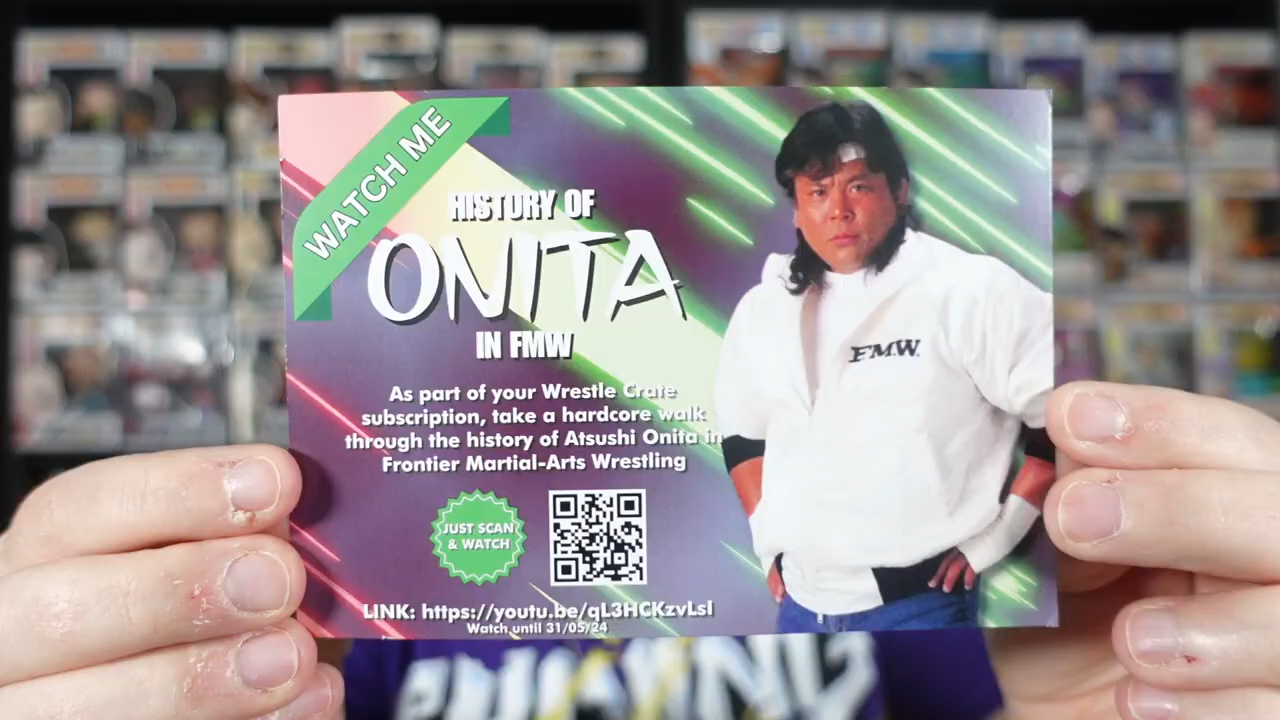 WATCH ME
HISTORY OF
ONITA
IN FMW
As part of your Wrestle Crate
subscription, take a hardcore walk
through the history of Atsushi Onita in
Frontier Martial-Arts Wrestling
JUST SCAN
& WATCH
LINK: https://youtu.be/qL3HCKzvLsI
Watch until 31/05/24
F.M.W.